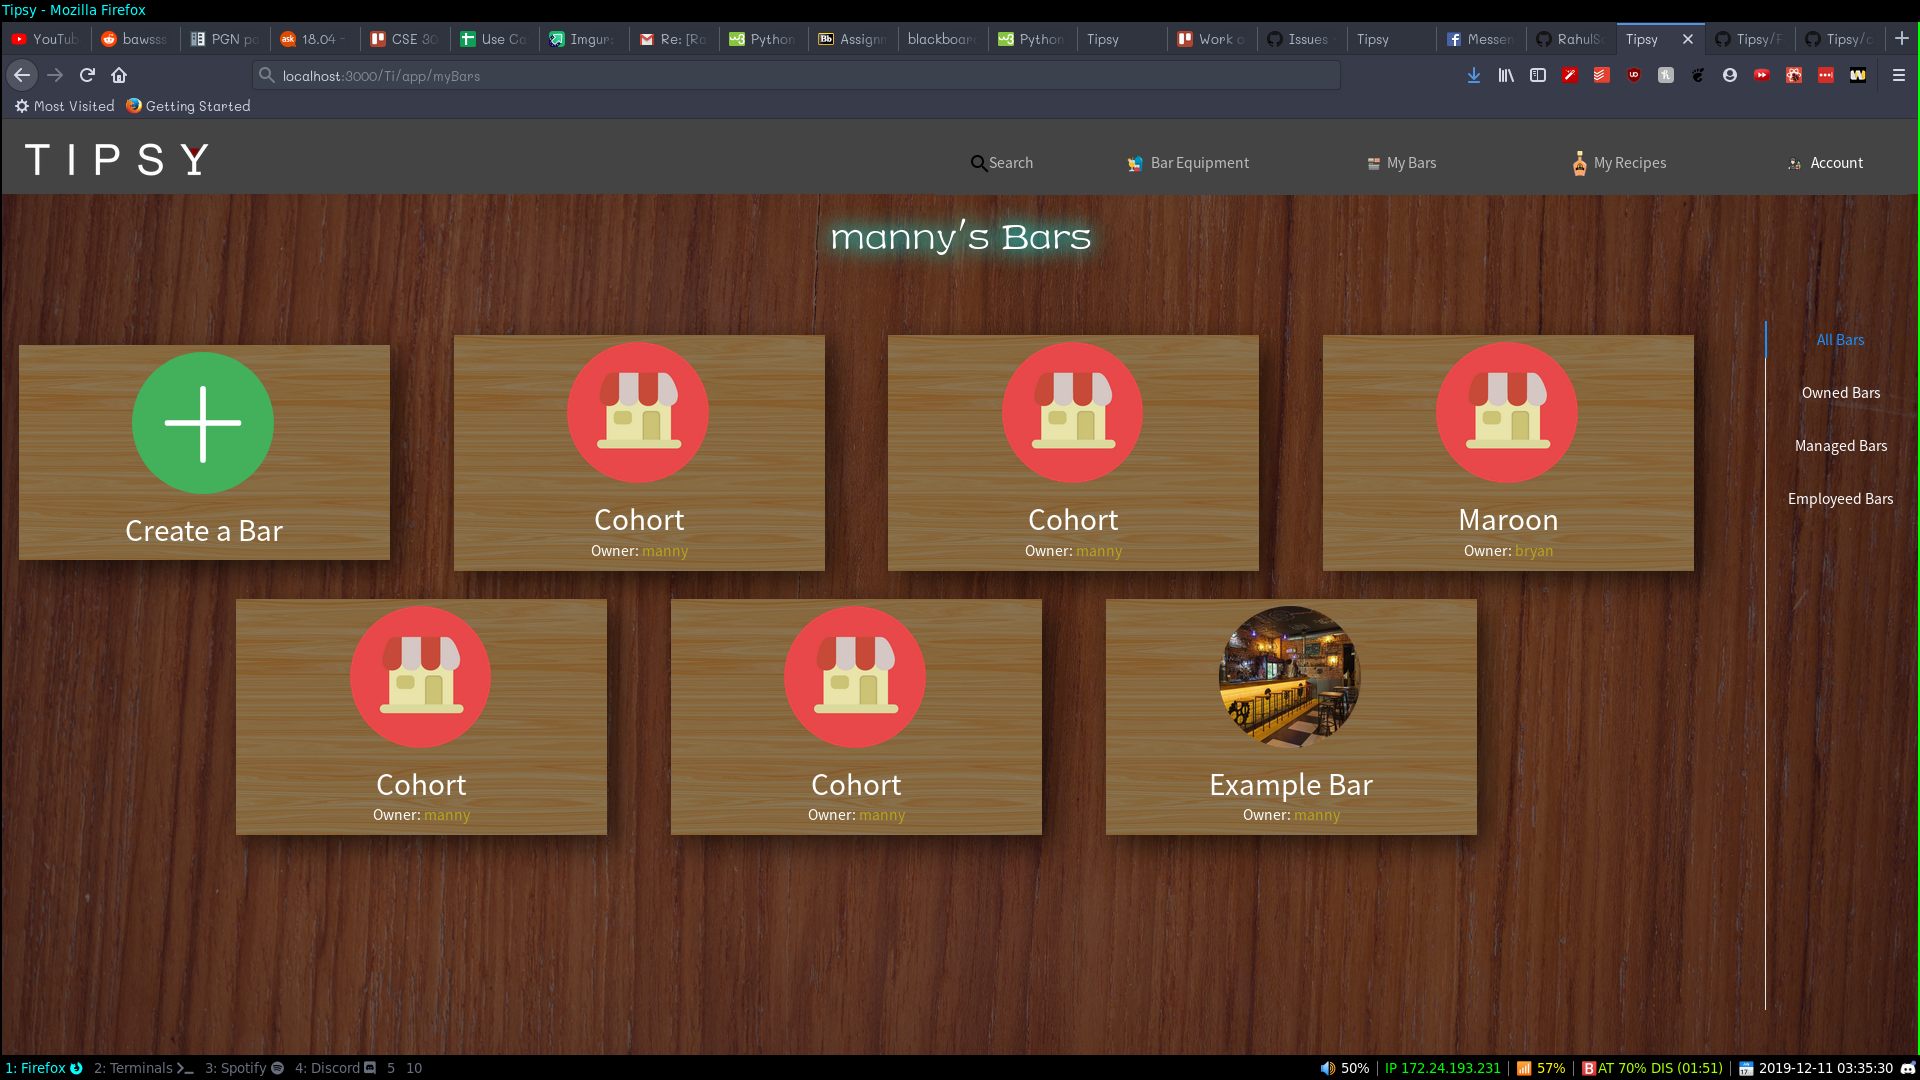 Tipsy - Mozilla Firefox
YouTub
bawsss
PGN po
18.04 -
CSE 30
Use Ca
Imgur:
Re: [Ra
Python
Assignm
blackboar
Python
Tipsy
Work o
Issues ·
Tipsy
Messen
RahulSa
Tipsy
Tipsy/F
Tipsy/c
localhost:3000/Ti/app/myBars
Most Visited
Getting Started
TIPSY
Search
Bar Equipment
My Bars
My Recipes
Account
manny's Bars
Create a Bar
Cohort
Owner: manny
Cohort
Owner: manny
Maroon
Owner: bryan
All Bars
Owned Bars
Managed Bars
Employeed Bars
Cohort
Owner: manny
Cohort
Owner: manny
Example Bar
Owner: manny
1: Firefox
2: Terminals
3: Spotify
4: Discord
5
10
50%
IP 172.24.193.231
57%
BAT 70% DIS (01:51)
2019-12-11 03:35:30